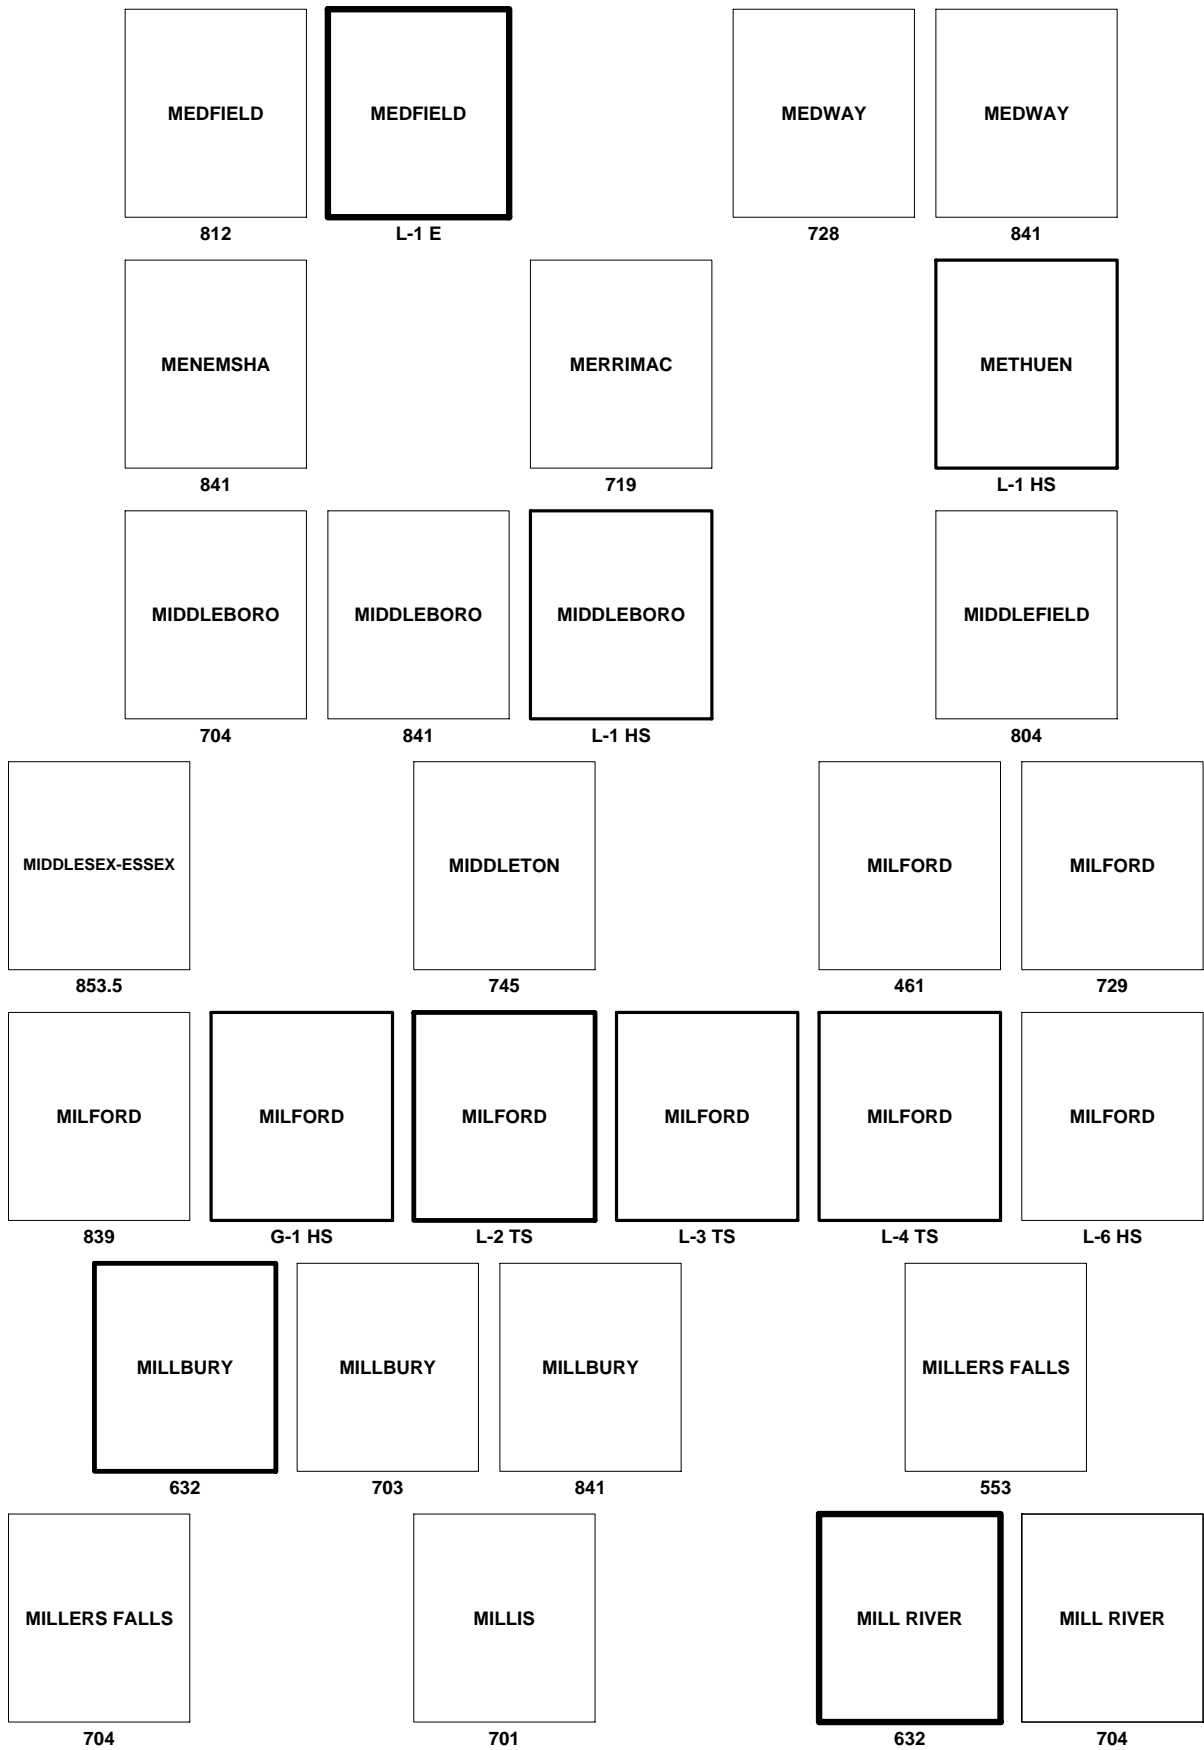 MEDFIELD MEDFIELD MEDWAY MEDWAY
812 L-1 E 728 841
MENEMSHA MERRIMAC METHUEN
841 719 L-1 HS
MIDDLEBORO MIDDLEBORO MIDDLEBORO MIDDLEFIELD
704 841 L-1 HS 804
MIDDLESEX-ESSEX MIDDLETON MILFORD MILFORD
853.5 745 461 729
MILFORD MILFORD MILFORD MILFORD MILFORD MILFORD
839 G-1 HS L-2 TS L-3 TS L-4 TS L-6 HS
MILLBURY MILLBURY MILLBURY MILLERS FALLS
632 703 841 553
MILLERS FALLS MILLIS MILL RIVER MILL RIVER
704 701 632 704